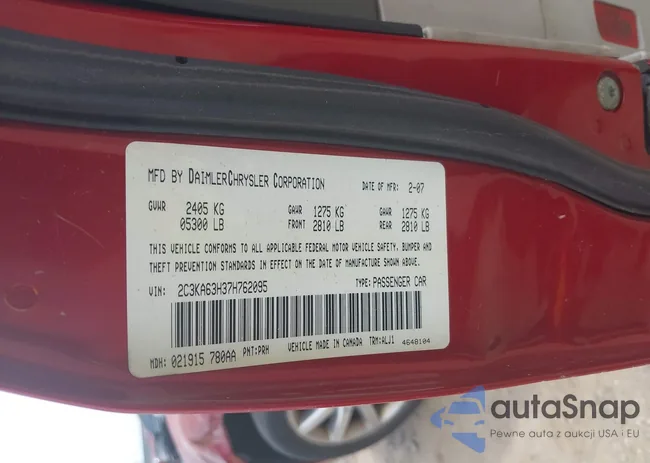 MFD BY DAIMLERCHRYSLER CORPORATION DATE OF MFR: 2-07
GVWR 2405 KG GAWR 1275 KG GAWR 1275 KG
05300 LB FRONT 2810 LB REAR 2810 LB
THIS VEHICLE CONFORMS TO ALL APPLICABLE FEDERAL MOTOR VEHICLE SAFETY, BUMPER AND
THEFT PREVENTION STANDARDS IN EFFECT ON THE DATE OF MANUFACTURE SHOWN ABOVE.
VIN: 2C3KA63H37H762095 TYPE: PASSENGER CAR
MDH: 021915 780AA PNT: PRH VEHICLE MADE IN CANADA TRM: ALJ1 4648104
autaSnap
Pewne auta z aukcji USA i EU